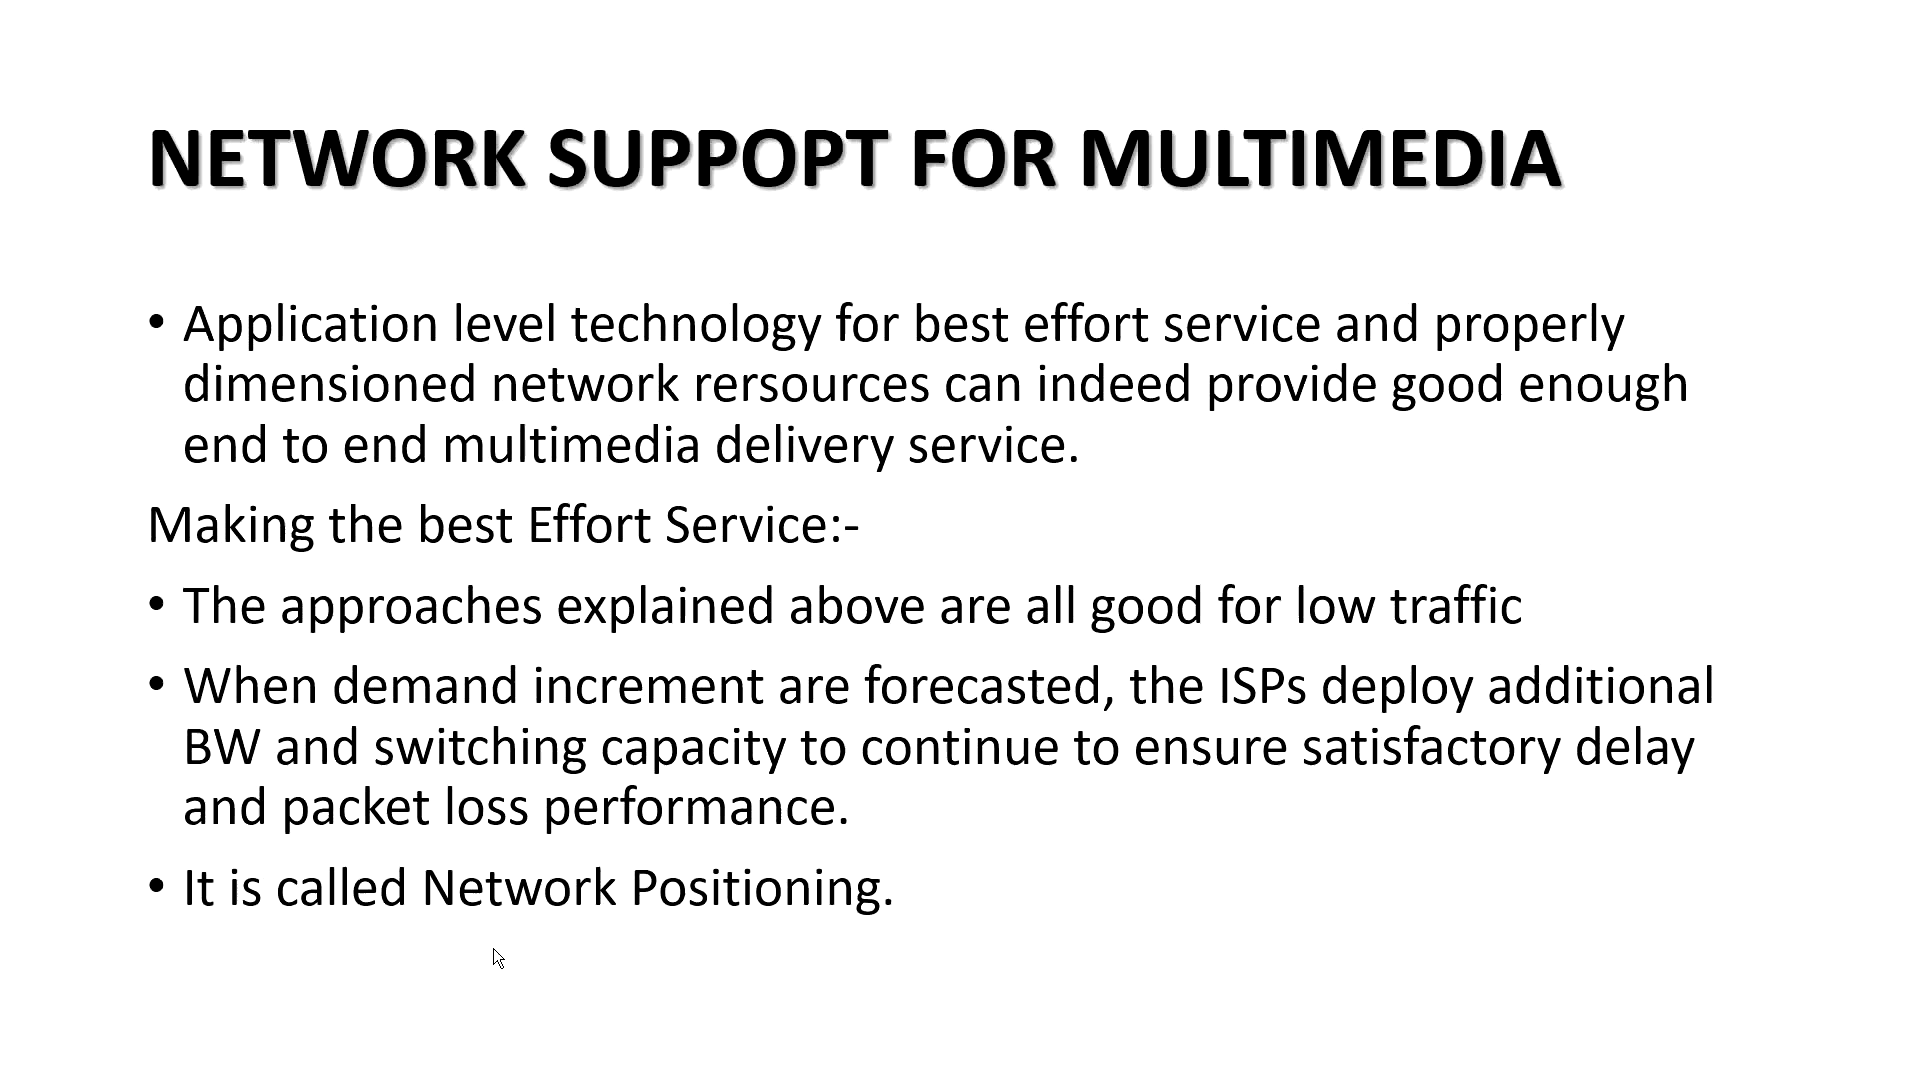 NETWORK SUPPOPT FOR MULTIMEDIA
• Application level technology for best effort service and properly
dimensioned network rersources can indeed provide good enough
end to end multimedia delivery service.
Making the best Effort Service:-
• The approaches explained above are all good for low traffic
• When demand increment are forecasted, the ISPs deploy additional
BW and switching capacity to continue to ensure satisfactory delay
and packet loss performance.
• It is called Network Positioning.